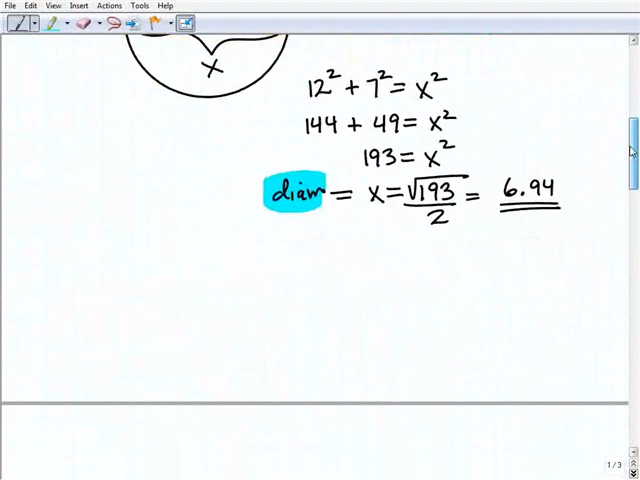 File Edit View Insert Actions Tools Help
x
12² + 7² = x²
144 + 49 = x²
193 = x²
diam = x = √193 / 2 = 6.94
1 / 3